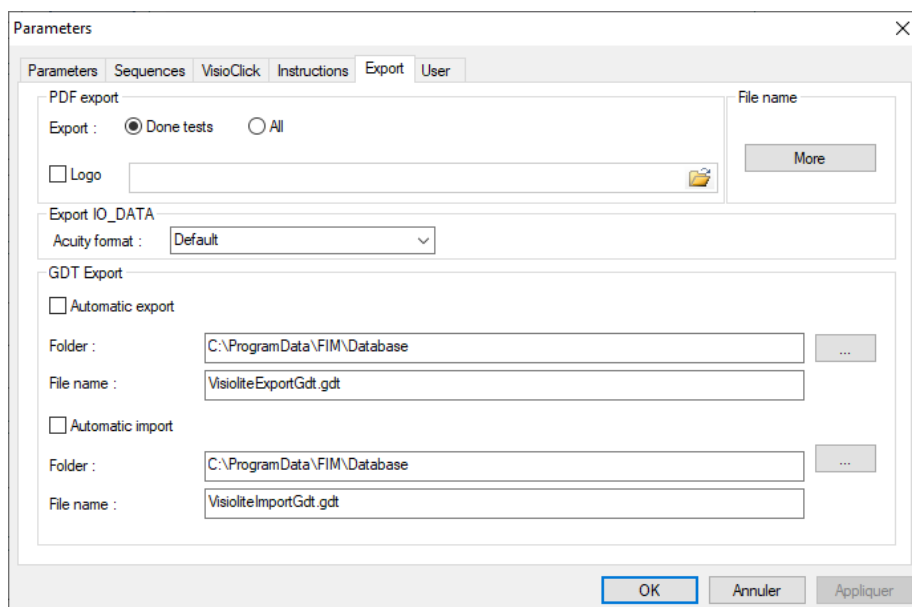 Parameters
Parameters Sequences VisioClick Instructions Export User
PDF export
Export : Done tests All
Logo
File name
More
Export IO_DATA
Acuity format : Default
GDT Export
Automatic export
Folder : C:\ProgramData\FIM\Database ...
File name : VisioliteExportGdt.gdt
Automatic import
Folder : C:\ProgramData\FIM\Database ...
File name : VisioliteImportGdt.gdt
OK Annuler Appliquer